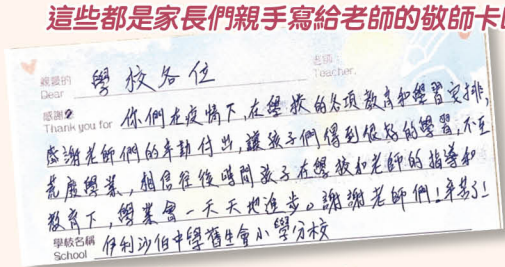 這些都是家長們親手寫給老師的敬師卡
親愛的 學校各位 老師
Dear Teacher,
感謝
Thank you for 你們在疫情下,在學校的各項教育和學習安排,
感謝老師們的辛勤付出,讓孩子們得到很好的學習,不至
荒廢學業,相信往後時間孩子在學校和老師的指導和
教育下,學業會一天天地進步。謝謝老師們!辛苦了!
學校名稱
School 伊利沙伯中學舊生會小學分校